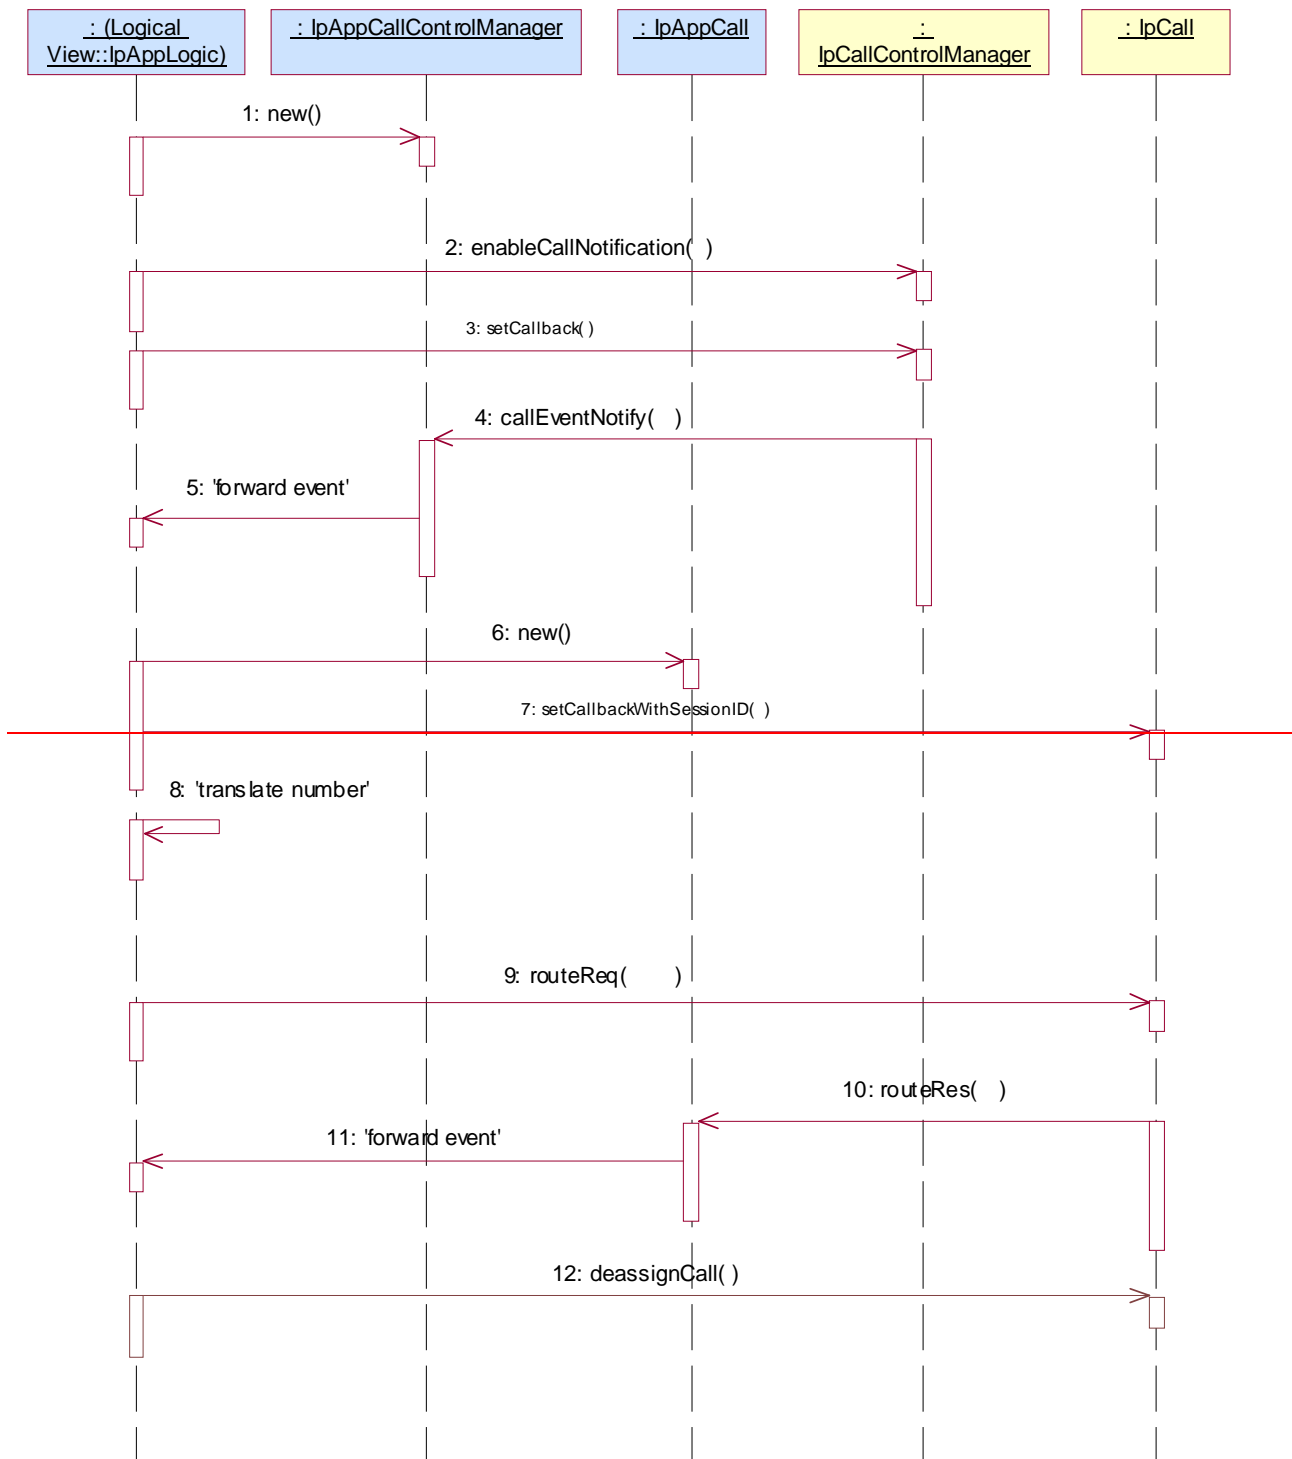 : (Logical
View::IpAppLogic)
: IpAppCallControlManager
: IpAppCall
:
IpCallControlManager
: IpCall
1: new()
2: enableCallNotification( )
3: setCallback( )
4: callEventNotify( )
5: 'forward event'
6: new()
7: setCallbackWithSessionID( )
8: 'translate number'
9: routeReq( )
10: routeRes( )
11: 'forward event'
12: deassignCall( )